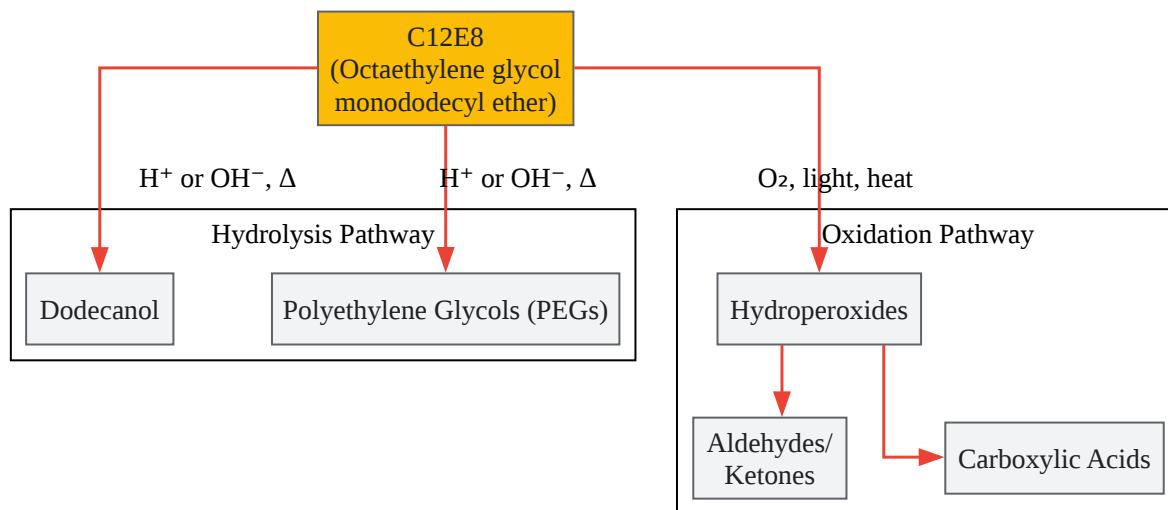 C12E8
(Octaethylene glycol
monododecyl ether)
H⁺ or OH⁻, Δ
H⁺ or OH⁻, Δ
O₂, light, heat
Hydrolysis Pathway
Oxidation Pathway
Dodecanol
Polyethylene Glycols (PEGs)
Hydroperoxides
Aldehydes/
Ketones
Carboxylic Acids